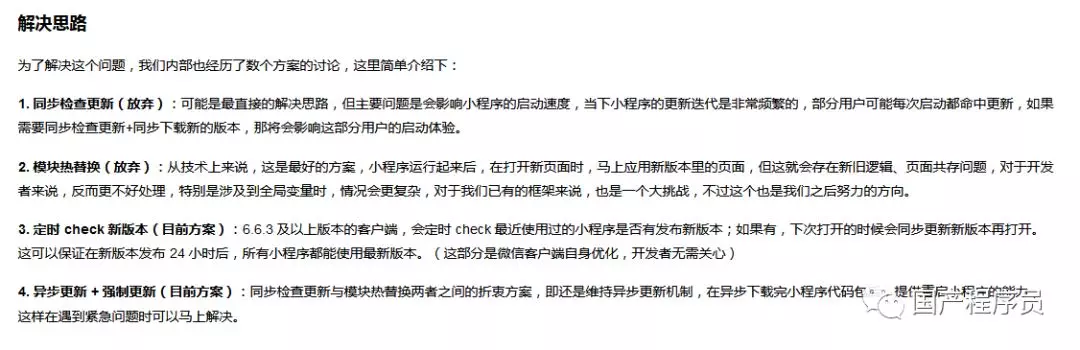 解决思路
为了解决这个问题，我们内部也经历了数个方案的讨论，这里简单介绍下：
1. 同步检查更新（放弃）：可能是最直接的解决思路，但主要问题是会影响小程序的启动速度，当下小程序的更新迭代是非常频繁的，部分用户可能每次启动都命中更新，如果
需要同步检查更新+同步下载新的版本，那将会影响这部分用户的启动体验。
2. 模块热替换（放弃）：从技术上来说，这是最好的方案，小程序运行起来后，在打开新页面时，马上应用新版本里的页面，但这就会存在新旧逻辑、页面共存问题，对于开发
者来说，反而更不好处理，特别是涉及到全局变量时，情况会更复杂，对于我们已有的框架来说，也是一个大挑战，不过这个也是我们之后努力的方向。
3. 定时 check 新版本（目前方案）：6.6.3 及以上版本的客户端，会定时 check 最近使用过的小程序是否有发布新版本；如果有，下次打开的时候会同步更新新版本再打开。
这可以保证在新版本发布 24 小时后，所有小程序都能使用最新版本。（这部分是微信客户端自身优化，开发者无需关心）
4. 异步更新 + 强制更新（目前方案）：同步检查更新与模块热替换两者之间的折衷方案，即还是维持异步更新机制，在异步下载完小程序代码包 提供重启小程序的能力
这样在遇到紧急问题时可以马上解决。
国产程序员